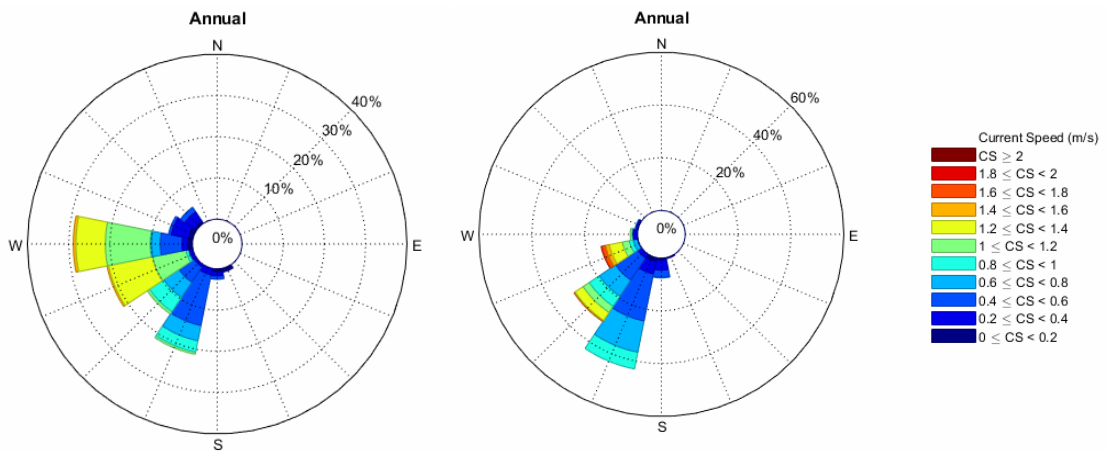 Annual
N
40%
30%
20%
10%
0%
W
E
S
Annual
N
60%
40%
20%
0%
W
E
S
Current Speed (m/s)
CS ≥ 2
1.8 ≤ CS < 2
1.6 ≤ CS < 1.8
1.4 ≤ CS < 1.6
1.2 ≤ CS < 1.4
1 ≤ CS < 1.2
0.8 ≤ CS < 1
0.6 ≤ CS < 0.8
0.4 ≤ CS < 0.6
0.2 ≤ CS < 0.4
0 ≤ CS < 0.2